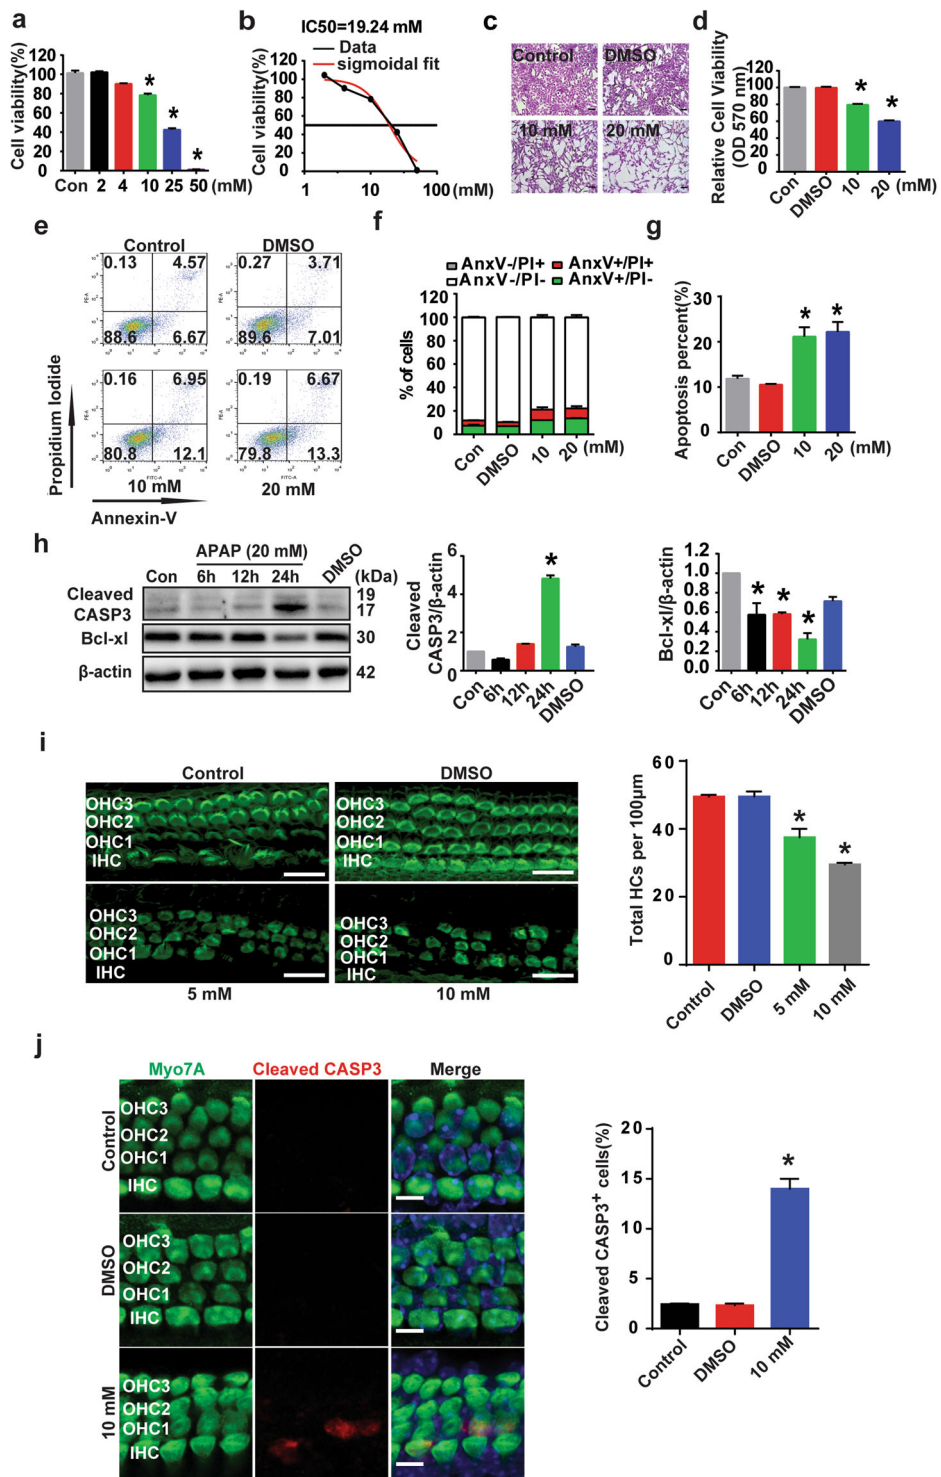 a
Cell viability(%)
120
100
80
60
40
20
0
*
*
*
Con 2 4 10 25 50 (mM)
b
IC50=19.24 mM
Data
sigmoidal fit
Cell viability(%)
120
100
80
60
40
20
0
1 10 100 (mM)
c
Control DMSO
10 mM 20 mM
d
Relative Cell Viability
(OD 570 nm)
120
100
80
60
40
20
0
*
*
Con DMSO 10 20 (mM)
e
Control DMSO
0.13 4.57 0.27 3.71
88.6 6.67 89.6 7.01
0.16 6.95 0.19 6.67
80.8 12.1 79.8 13.3
FITC-A FITC-A
10 mM 20 mM
Propidium Iodide
Annexin-V
f
AnxV-/PI+ AnxV+/PI+
AnxV-/PI- AnxV+/PI-
% of cells
120
100
80
60
40
20
0
Con DMSO 10 20 (mM)
g
Apoptosis percent(%)
30
20
10
0
* *
Con DMSO 10 20 (mM)
h
APAP (20 mM)
Con 6h 12h 24h DMSO (kDa)
Cleaved
CASP3
19
17
Bcl-xl 30
β-actin 42
Cleaved
CASP3/β-actin
6
4
2
0
*
Con 6h 12h 24h DMSO
Bcl-xl/β-actin
1.2
1.0
0.8
0.6
0.4
0.2
0.0
* * *
Con 6h 12h 24h DMSO
i
Control DMSO
OHC3 OHC3
OHC2 OHC2
OHC1 OHC1
IHC IHC
OHC3 OHC3
OHC2 OHC2
OHC1 OHC1
IHC IHC
5 mM 10 mM
Total HCs per 100μm
60
40
20
0
*
*
Control DMSO 5 mM 10 mM
j
Myo7A Cleaved CASP3 Merge
Control
OHC3
OHC2
OHC1
IHC
DMSO
OHC3
OHC2
OHC1
IHC
10 mM
OHC3
OHC2
OHC1
IHC
Cleaved CASP3⁺ cells(%)
20
15
10
5
0
*
Control DMSO 10 mM